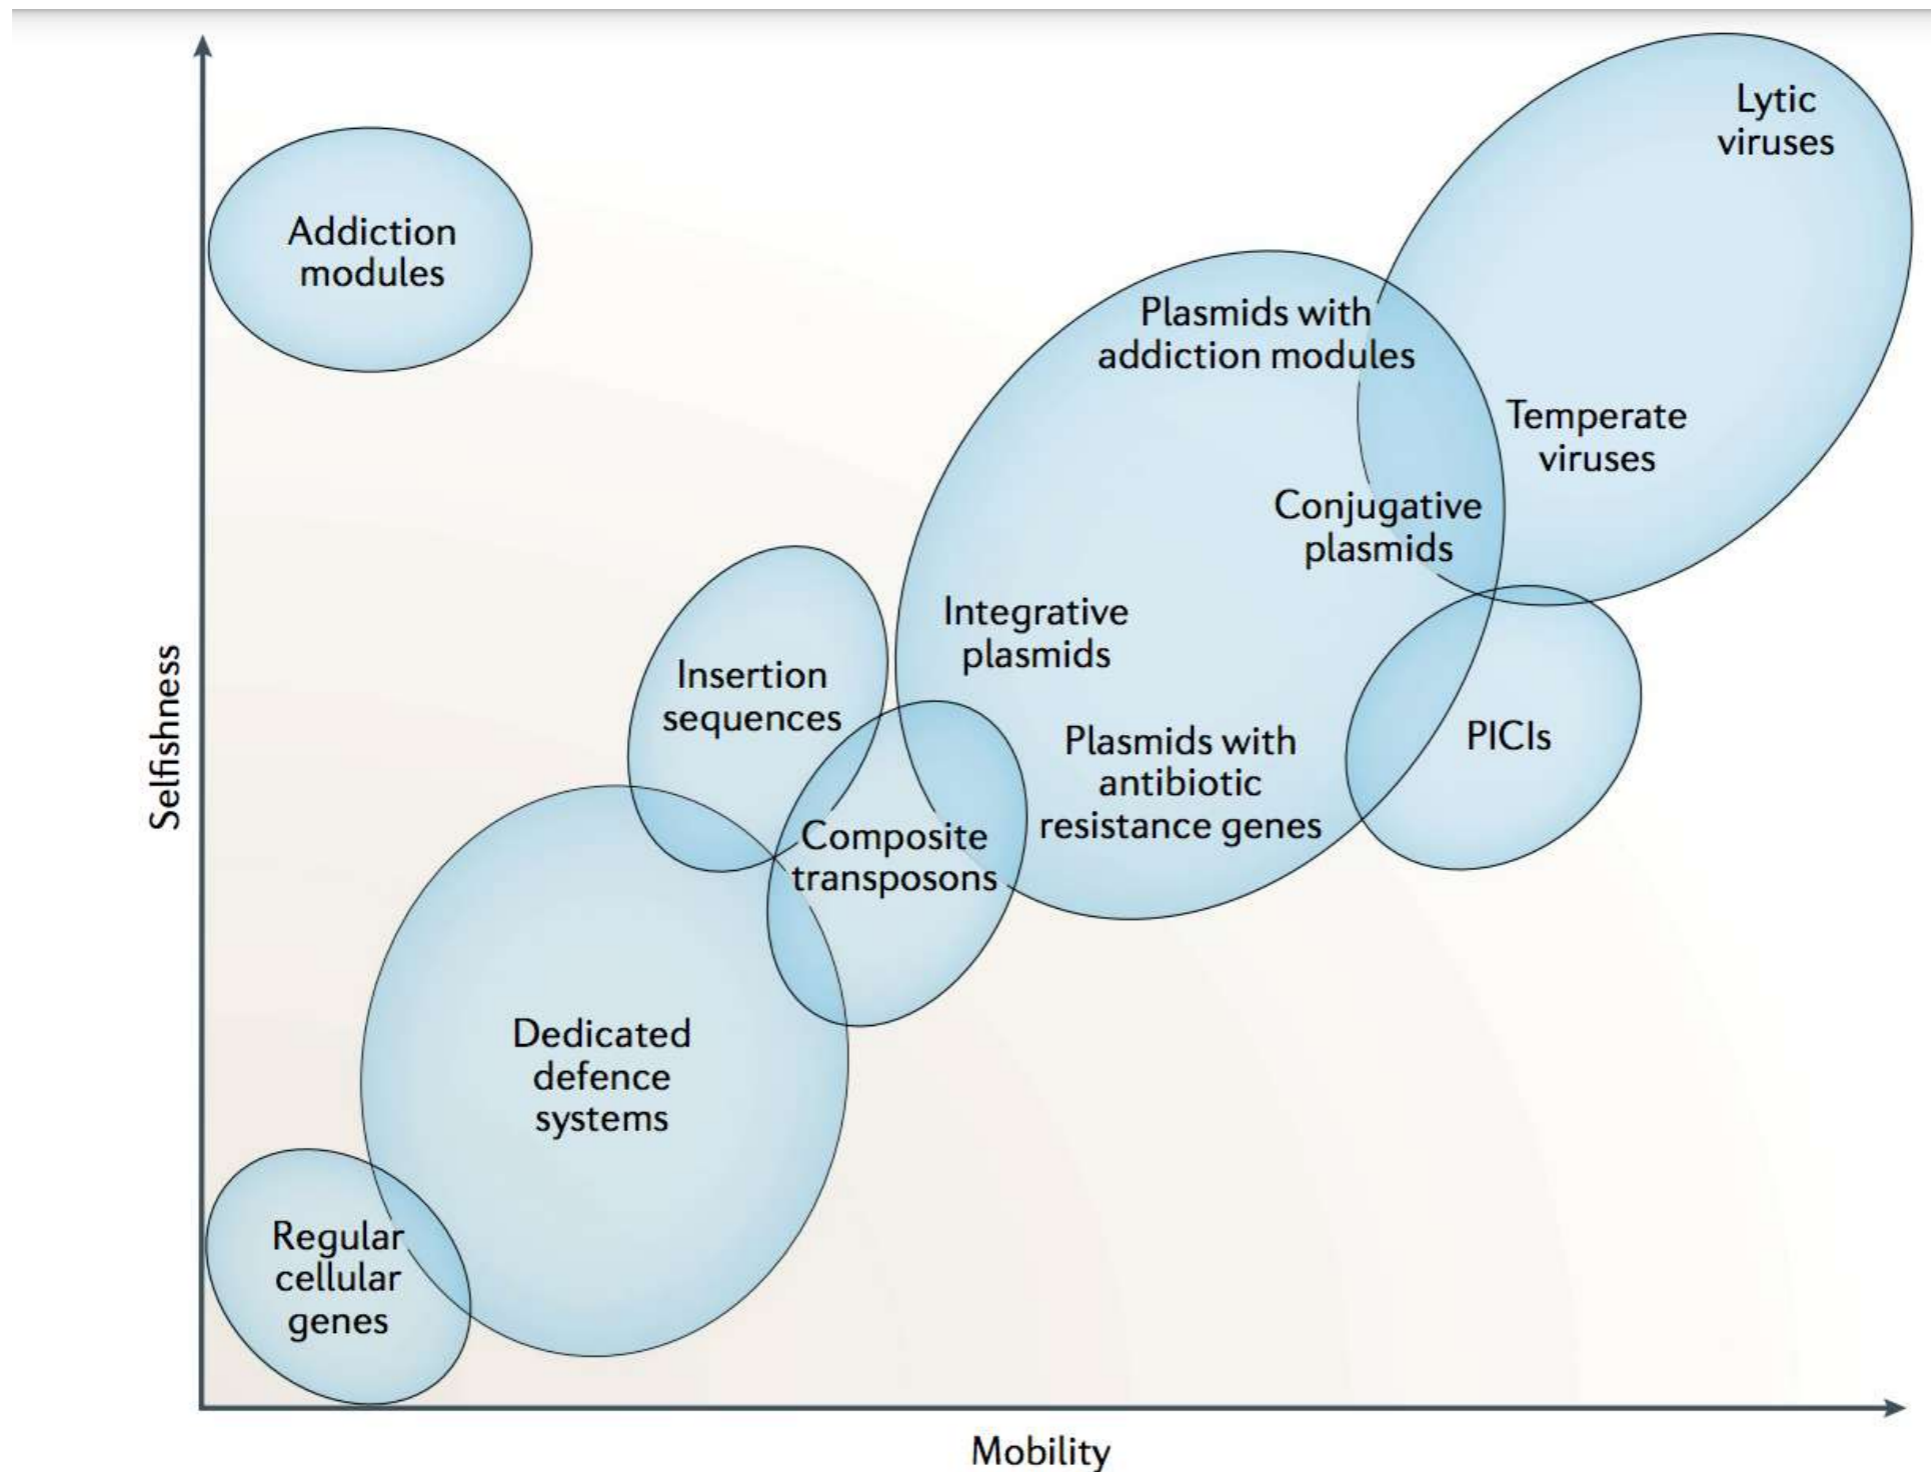 Lytic
viruses
Addiction
modules
Plasmids with
addiction modules
Temperate
viruses
Conjugative
plasmids
Integrative
plasmids
Insertion
sequences
Plasmids with
antibiotic
resistance genes
PICIs
Composite
transposons
Dedicated
defence
systems
Regular
cellular
genes
Selfishness
Mobility